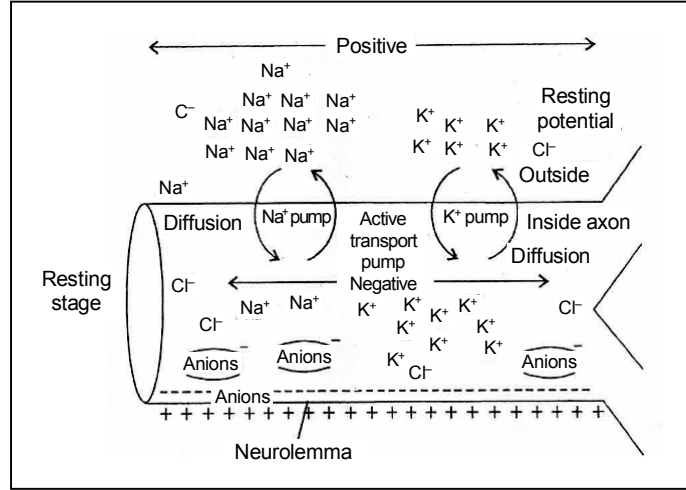 Positive
Na⁺
C⁻ Na⁺ Na⁺ Na⁺
Na⁺ Na⁺ Na⁺ Na⁺
Na⁺ Na⁺ Na⁺
K⁺ K⁺ K⁺
K⁺ K⁺ K⁺
Resting
potential
Cl⁻
Outside
Na⁺
Diffusion
Na⁺ pump
Active
transport
pump
Negative
K⁺ pump
Inside axon
Diffusion
Resting
stage
Cl⁻
Na⁺ Na⁺
Cl⁻
K⁺ K⁺ K⁺
K⁺ K⁺
K⁺ K⁺
K⁺
Cl⁻
Cl⁻
Anions⁻
Anions⁻
Anions⁻
Anions
+ + + + + + + + + + + + + + + + + + + + + +
Neurolemma